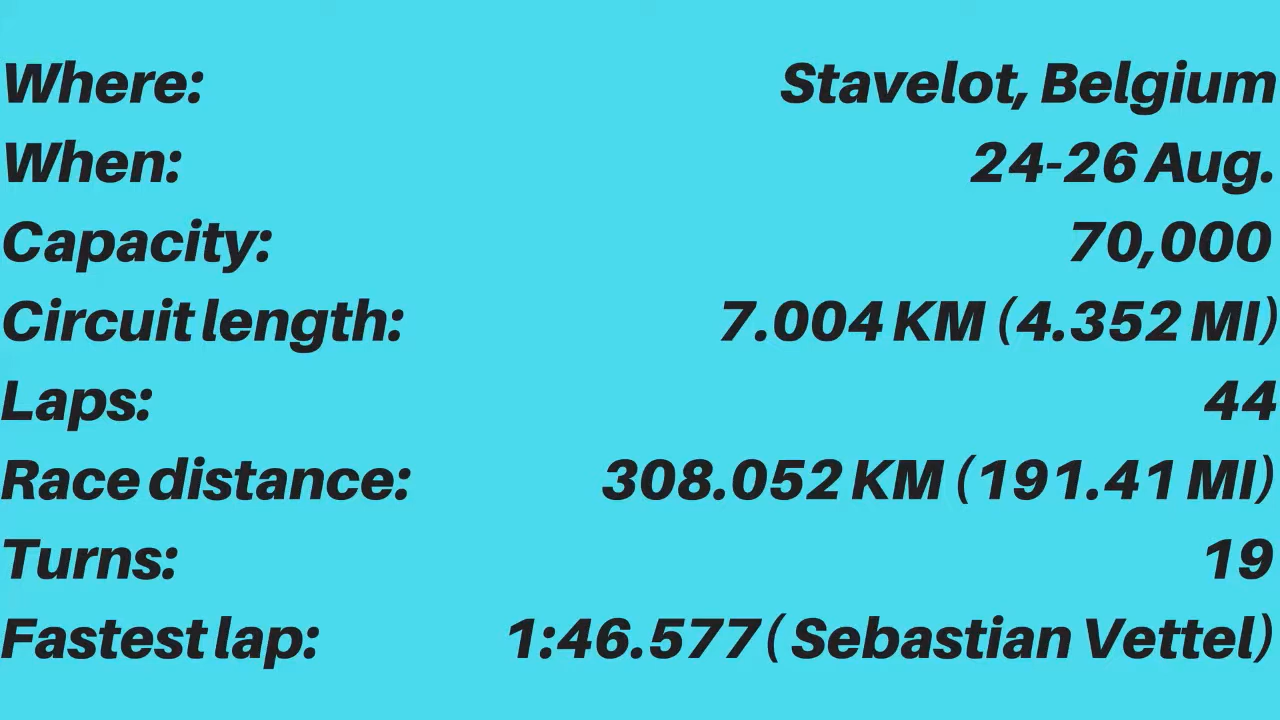 Where: Stavelot, Belgium
When: 24-26 Aug.
Capacity: 70,000
Circuit length: 7.004 KM (4.352 MI)
Laps: 44
Race distance: 308.052 KM (191.41 MI)
Turns: 19
Fastest lap: 1:46.577 ( Sebastian Vettel)